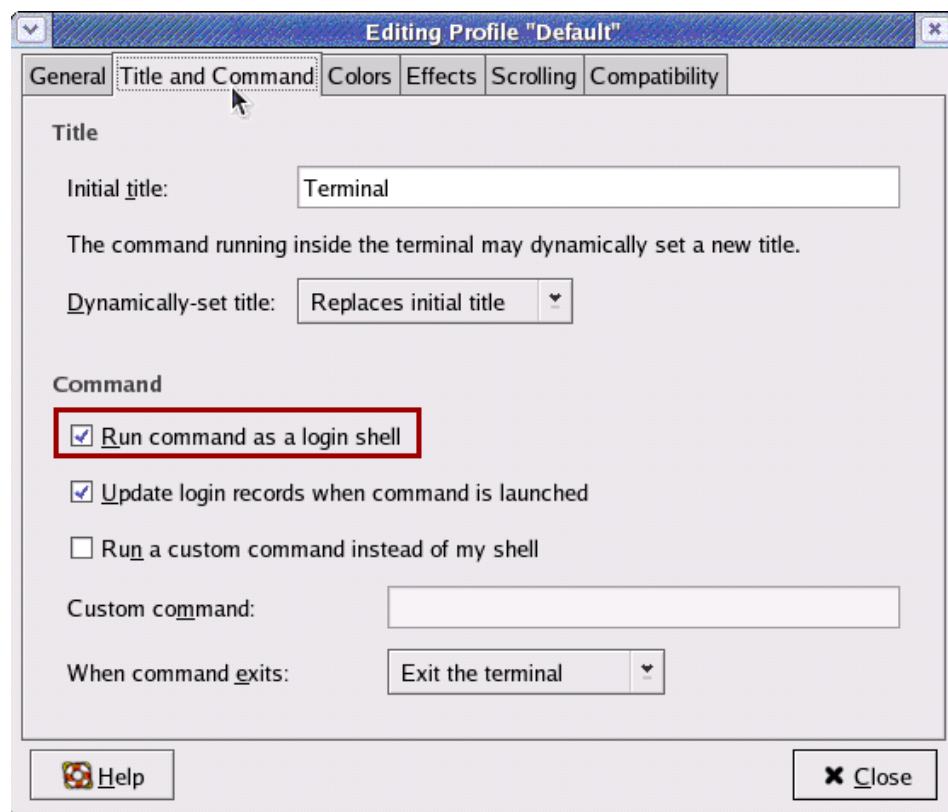 Editing Profile "Default"
General Title and Command Colors Effects Scrolling Compatibility
Title
Initial title: Terminal
The command running inside the terminal may dynamically set a new title.
Dynamically-set title: Replaces initial title
Command
Run command as a login shell
Update login records when command is launched
Run a custom command instead of my shell
Custom command:
When command exits: Exit the terminal
Help Close